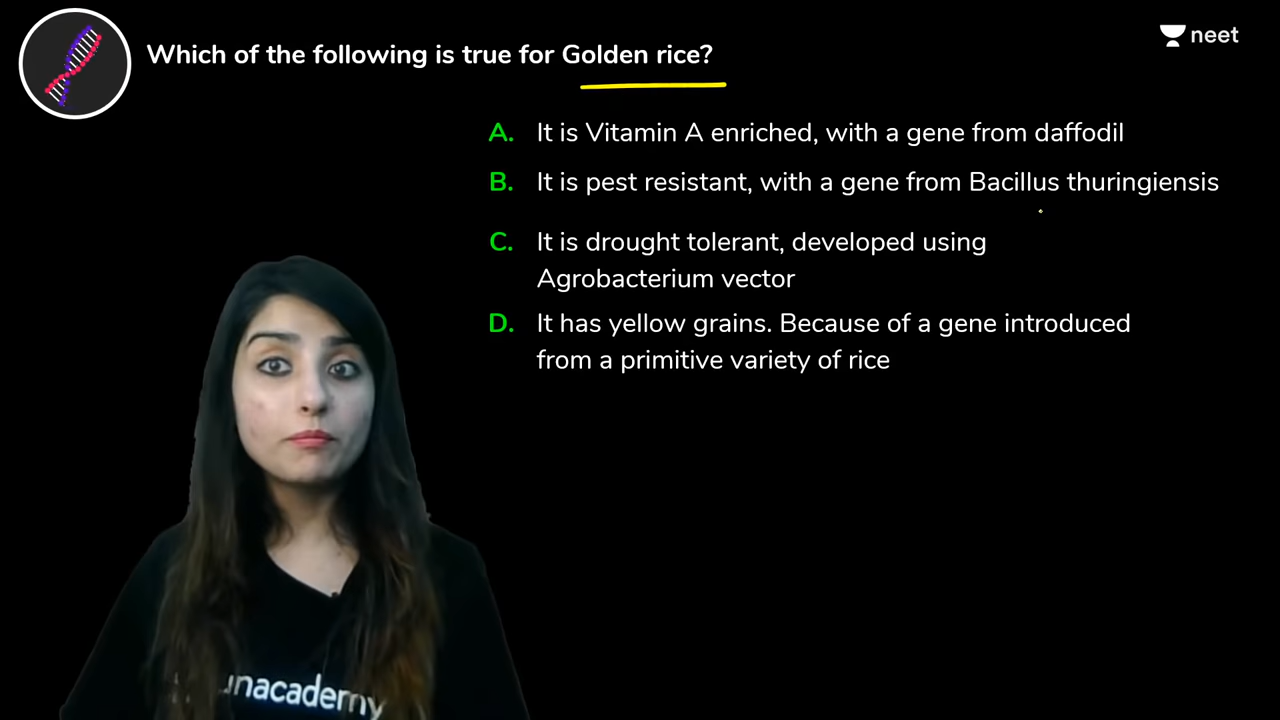 Which of the following is true for Golden rice?
neet
A. It is Vitamin A enriched, with a gene from daffodil
B. It is pest resistant, with a gene from Bacillus thuringiensis
C. It is drought tolerant, developed using
Agrobacterium vector
D. It has yellow grains. Because of a gene introduced
from a primitive variety of rice
unacademy